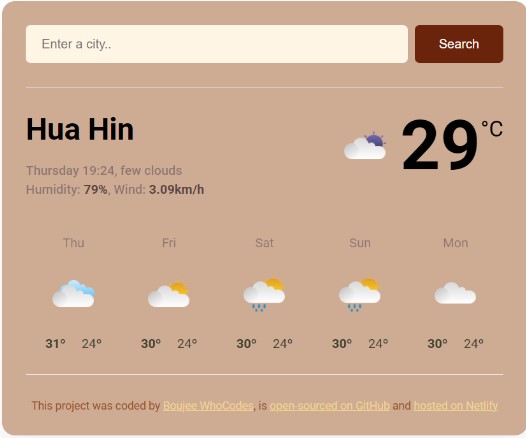 Enter a city..
Search
Hua Hin
29 °C
Thursday 19:24, few clouds
Humidity: 79%, Wind: 3.09km/h
Thu Fri Sat Sun Mon
31° 24° 30° 24° 30° 24° 30° 24° 30° 24°
This project was coded by Boujee WhoCodes, is open-sourced on GitHub and hosted on Netlify